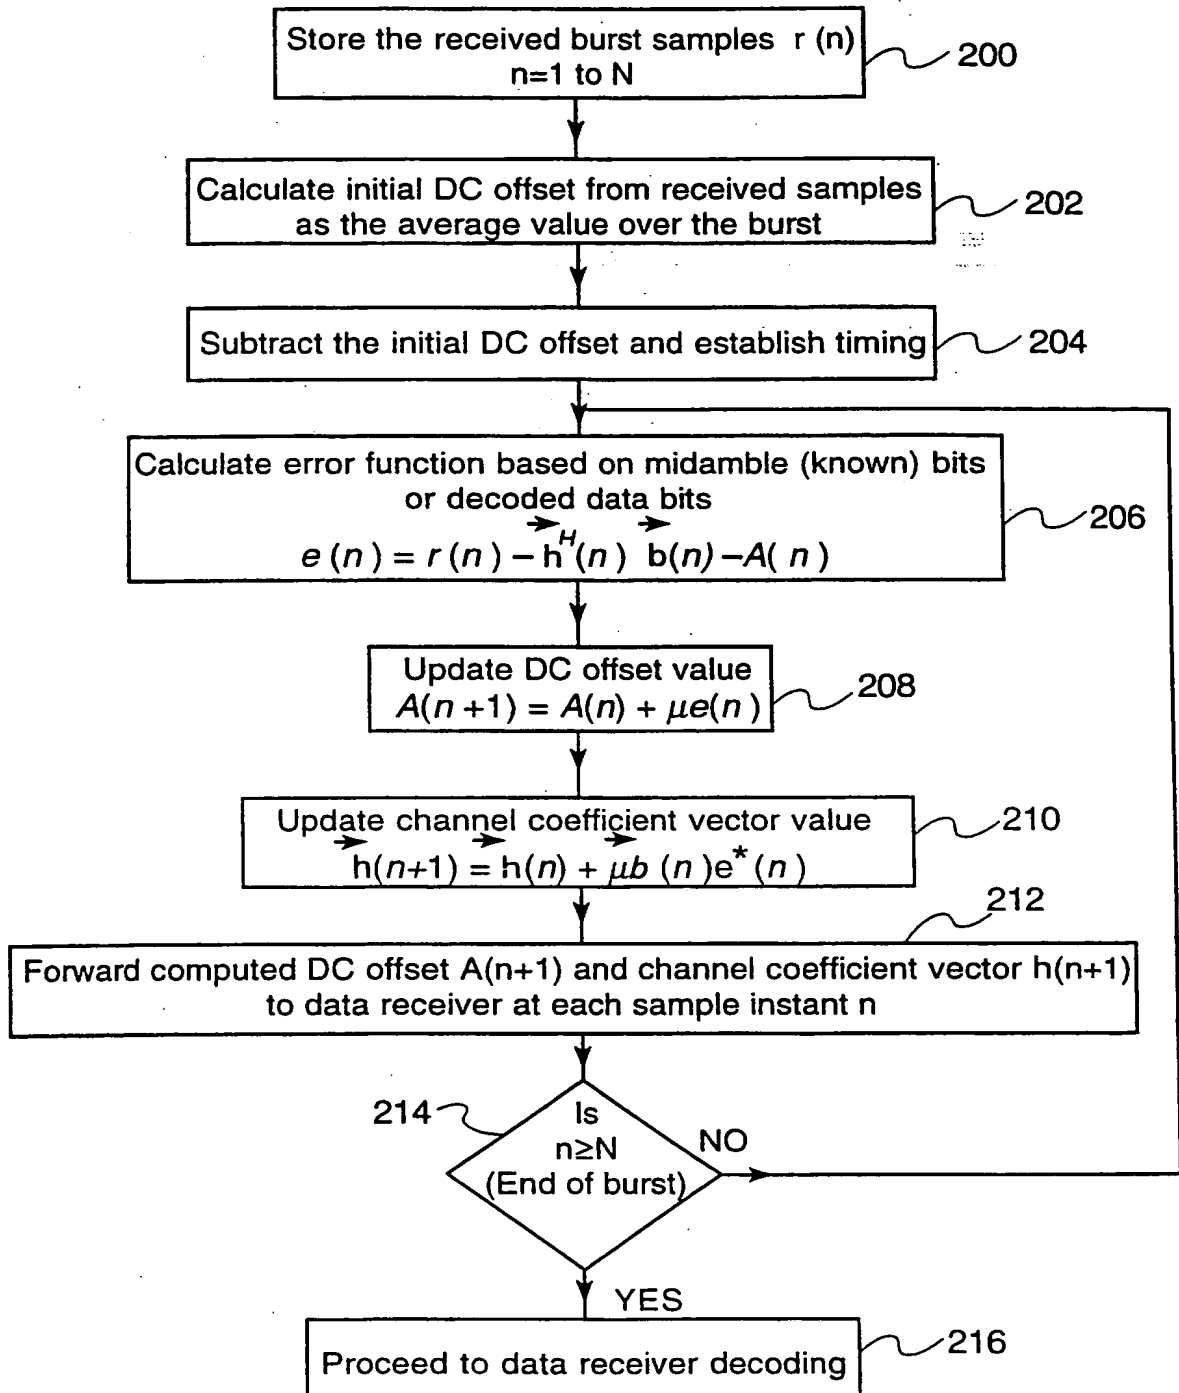 Store the received burst samples r (n)
n=1 to N
200
Calculate initial DC offset from received samples
as the average value over the burst
202
Subtract the initial DC offset and establish timing
204
Calculate error function based on midamble (known) bits
or decoded data bits
e (n) = r (n) – h^H (n) b(n) – A( n )
206
Update DC offset value
A(n +1) = A(n) + μe(n )
208
Update channel coefficient vector value
h(n+1) = h(n) + μb (n )e* (n )
210
212
Forward computed DC offset A(n+1) and channel coefficient vector h(n+1)
to data receiver at each sample instant n
214
Is
n≥N
(End of burst)
NO
YES
Proceed to data receiver decoding
216